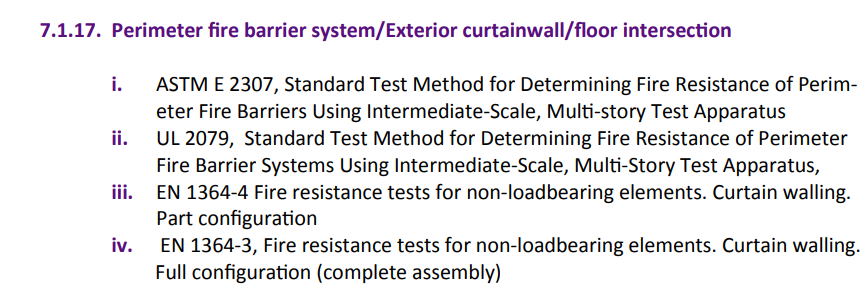 7.1.17. Perimeter fire barrier system/Exterior curtainwall/floor intersection
i. ASTM E 2307, Standard Test Method for Determining Fire Resistance of Perim-
eter Fire Barriers Using Intermediate-Scale, Multi-story Test Apparatus
ii. UL 2079, Standard Test Method for Determining Fire Resistance of Perimeter
Fire Barrier Systems Using Intermediate-Scale, Multi-Story Test Apparatus,
iii. EN 1364-4 Fire resistance tests for non-loadbearing elements. Curtain walling.
Part configuration
iv. EN 1364-3, Fire resistance tests for non-loadbearing elements. Curtain walling.
Full configuration (complete assembly)